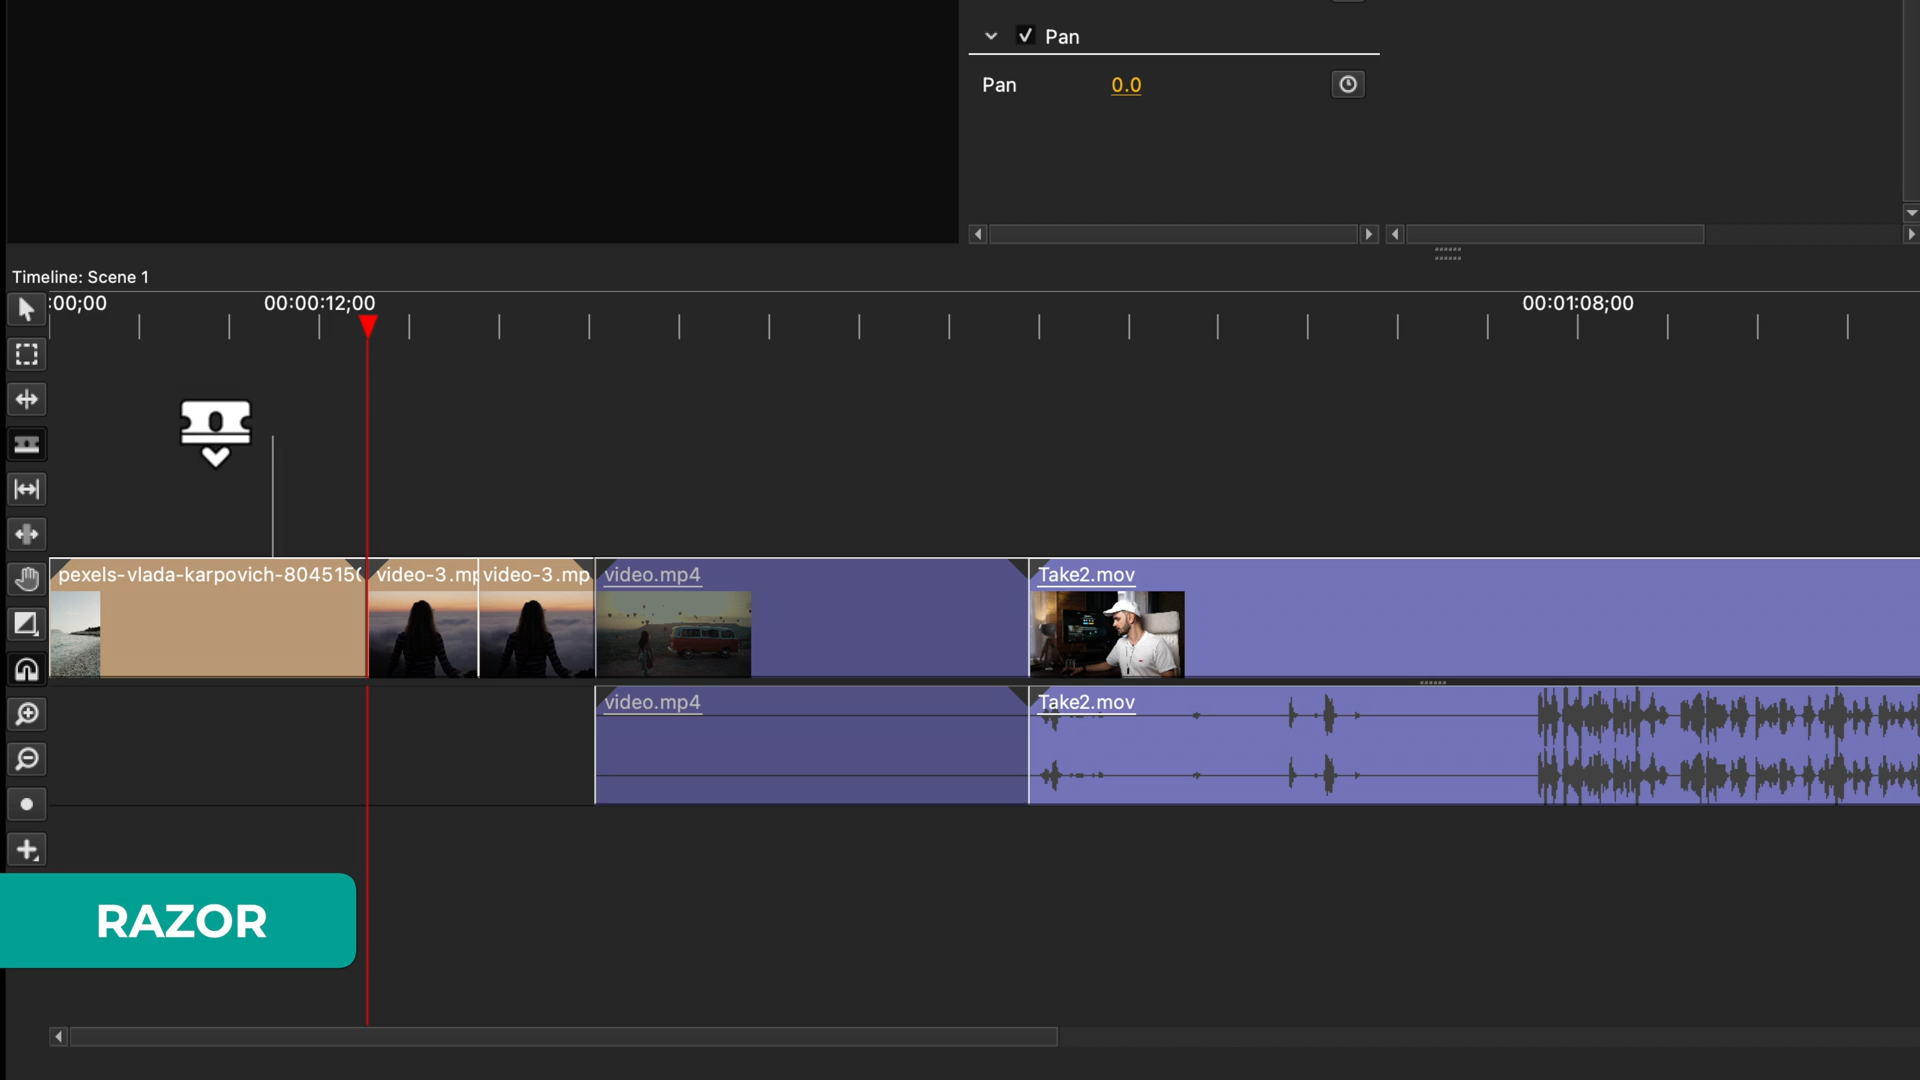 Pan
Pan 0.0
Timeline: Scene 1
:00;00 00:00:12;00 00:01:08;00
pexels-vlada-karpovich-8045150 video-3.mp video-3.mp video.mp4 Take2.mov
video.mp4 Take2.mov
RAZOR